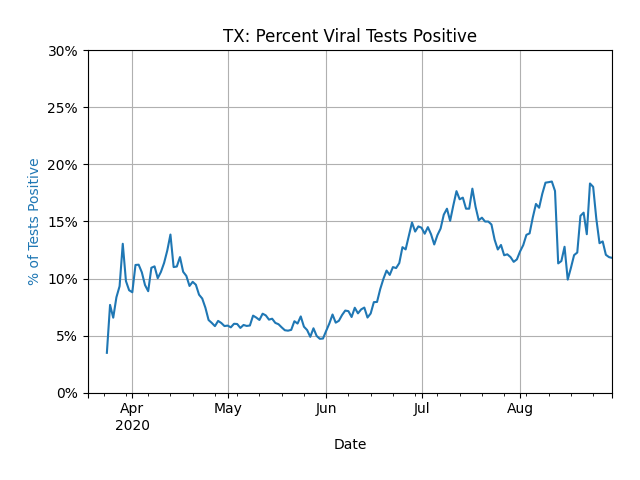 TX: Percent Viral Tests Positive
30%
25%
20%
15%
10%
5%
0%
% of Tests Positive
Apr
2020
May
Jun
Jul
Aug
Date